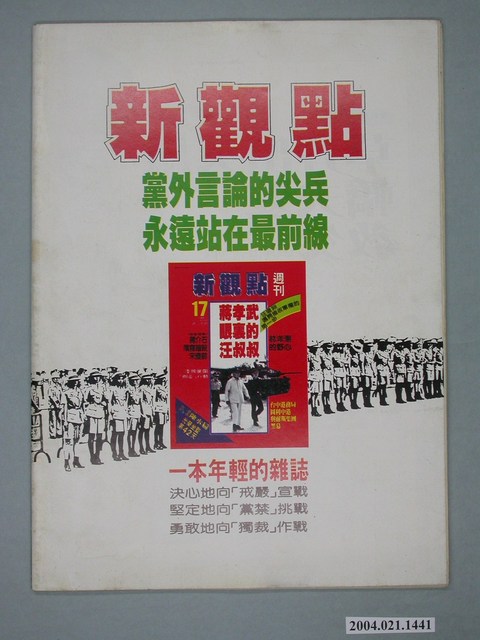 新觀點
黨外言論的尖兵
永遠站在最前線
新觀點
週刊
17
蔣孝武
眼裏的
汪叔叔
一本年輕的雜誌
決心地向「戒嚴」宣戰
堅定地向「黨禁」挑戰
勇敢地向「獨裁」作戰
2004.021.1441